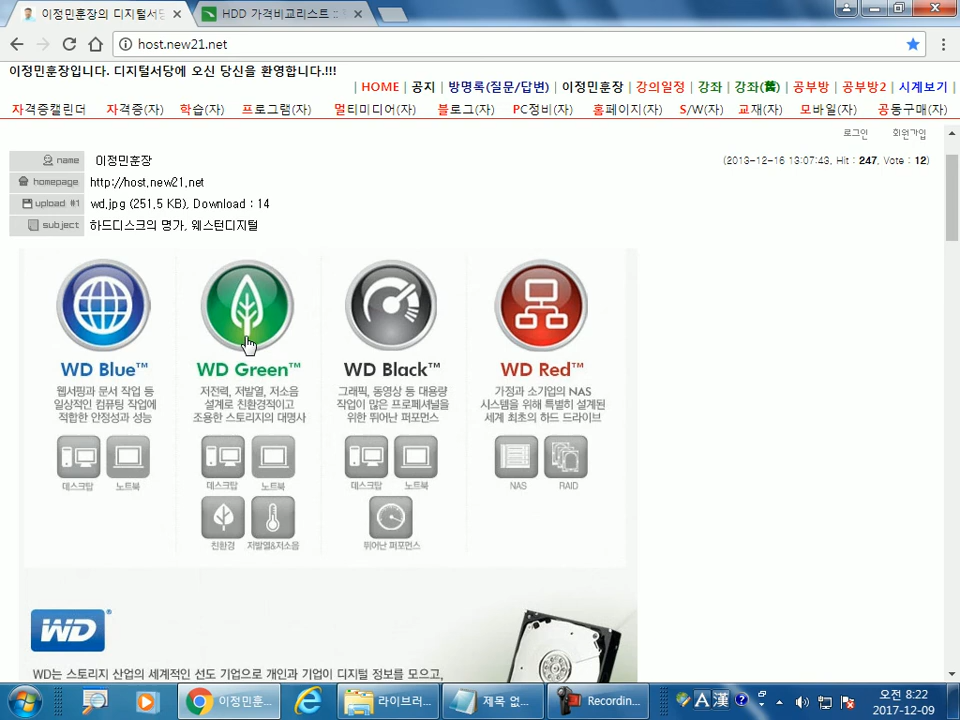 이정민훈장의 디지털서당
HDD 가격비교리스트 ::
host.new21.net
이정민훈장입니다. 디지털서당에 오신 당신을 환영합니다.!!!
| HOME | 공지 | 방명록(질문/답변) | 이정민훈장 | 강의일정 | 강좌 | 강좌(舊) | 공부방 | 공부방2 | 시계보기 |
자격증캘린더 자격증(자) 학습(자) 프로그램(자) 멀티미디어(자) 블로그(자) PC정비(자) 홈페이지(자) S/W(자) 교재(자) 모바일(자) 공동구매(자)
로그인 회원가입
name 이정민훈장 (2013-12-16 13:07:43, Hit : 247, Vote : 12)
homepage http://host.new21.net
upload #1 wd.jpg (251.5 KB), Download : 14
subject 하드디스크의 명가, 웨스턴디지털
WD Blue™ WD Green™ WD Black™ WD Red™
웹서핑과 문서 작업 등 저전력, 저발열, 저소음 그래픽, 동영상 등 대용량 가정과 소기업의 NAS
일상적인 컴퓨팅 작업에 설계로 친환경적이고 작업이 많은 프로페셔널을 시스템을 위해 특별히 설계된
적합한 안정성과 성능 조용한 스토리지의 대명사 위한 뛰어난 퍼포먼스 세계 최초의 하드 드라이브
데스크탑 노트북 데스크탑 노트북 데스크탑 노트북 NAS RAID
친환경 저발열&저소음 뛰어난 퍼포먼스
WD
WD는 스토리지 산업의 세계적인 선도 기업으로 개인과 기업이 디지털 정보를 모으고,
이정민훈... 라이브러... 제목 없... Recordin... A 漢 오전 8:22
2017-12-09